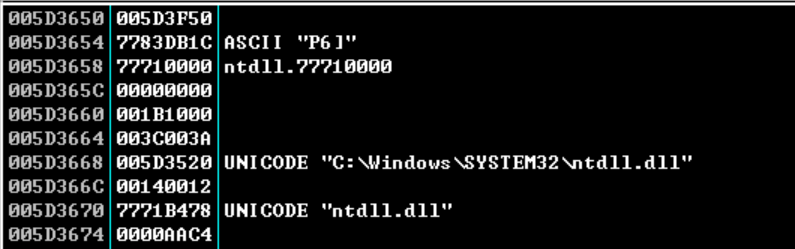 005D3650 005D3F50
005D3654 7783DB1C ASCII "P6]"
005D3658 77710000 ntdll.77710000
005D365C 00000000
005D3660 001B1000
005D3664 003C003A
005D3668 005D3520 UNICODE "C:\Windows\SYSTEM32\ntdll.dll"
005D366C 00140012
005D3670 7771B478 UNICODE "ntdll.dll"
005D3674 0000AAC4